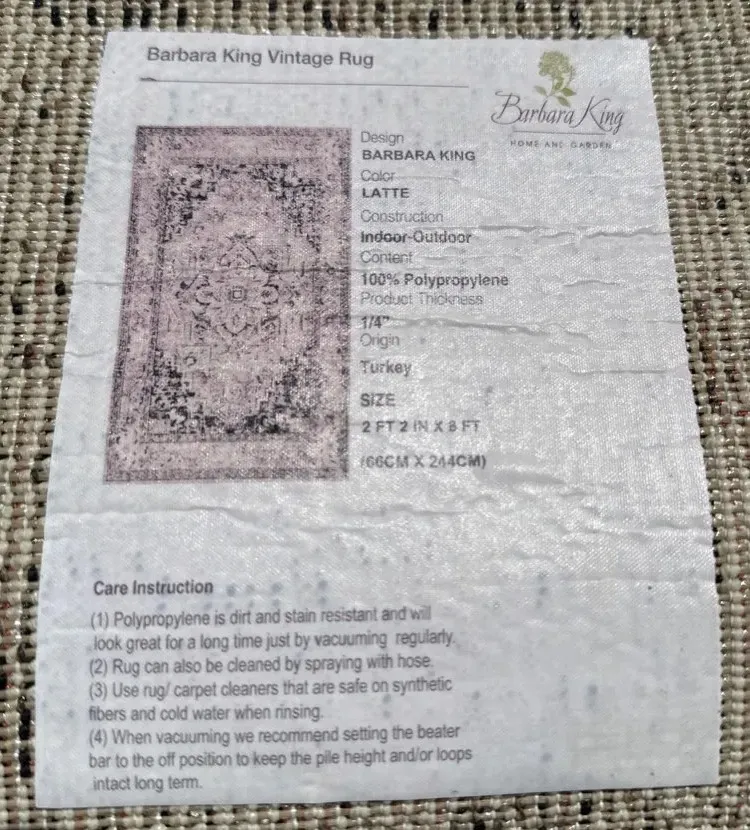 Barbara King Vintage Rug
Barbara King
HOME AND GARDEN
Design
BARBARA KING
Color
LATTE
Construction
Indoor-Outdoor
Content
100% Polypropylene
Product Thickness
1/4"
Origin
Turkey
SIZE
2 FT 2 IN X 8 FT
(66CM X 244CM)
Care Instruction
(1) Polypropylene is dirt and stain resistant and will
look great for a long time just by vacuuming regularly.
(2) Rug can also be cleaned by spraying with hose.
(3) Use rug/ carpet cleaners that are safe on synthetic
fibers and cold water when rinsing.
(4) When vacuuming we recommend setting the beater
bar to the off position to keep the pile height and/or loops
intact long term.